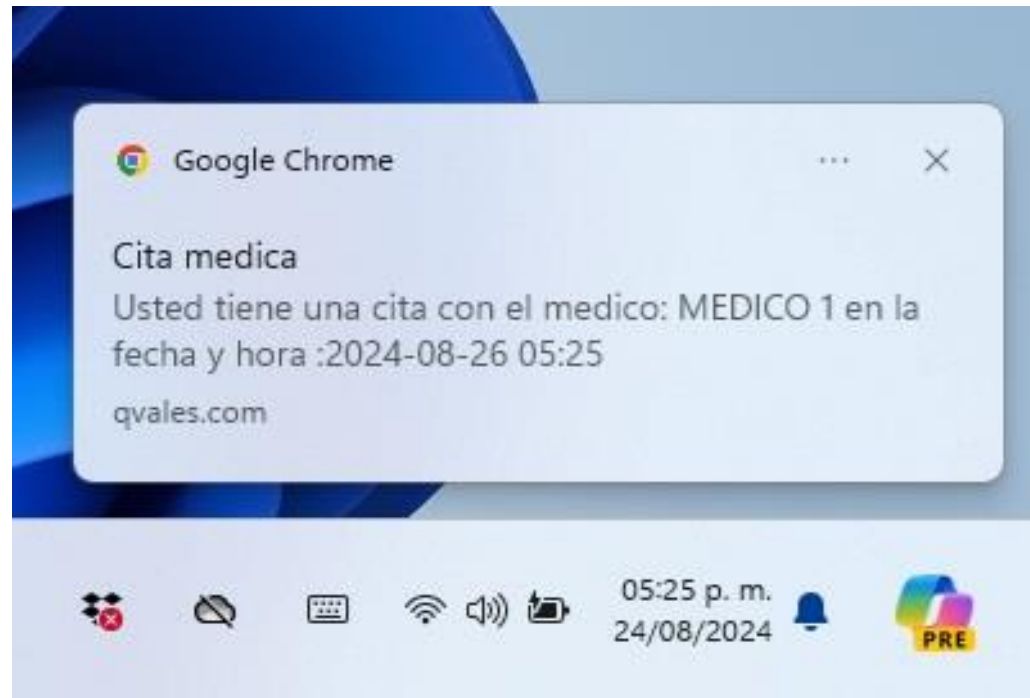 Google Chrome
Cita medica
Usted tiene una cita con el medico: MEDICO 1 en la
fecha y hora :2024-08-26 05:25
qvales.com
05:25 p. m.
24/08/2024
PRE